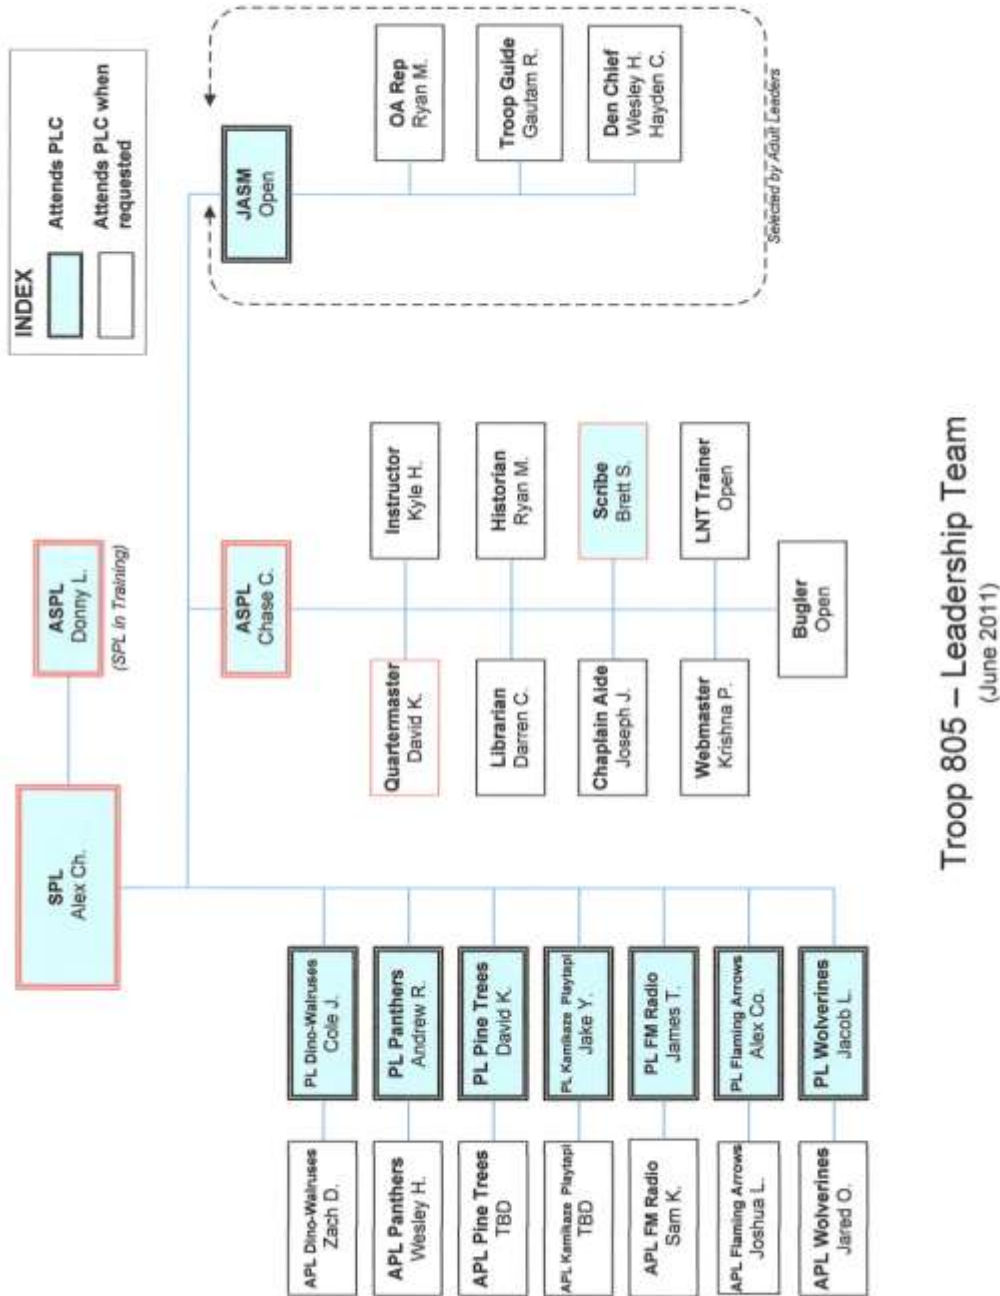 INDEX
Attends PLC
Attends PLC when
requested
SPL
Alex Ch.
ASPL
Donny L.
(SPL in Training)
ASPL
Chase C.
JASM
Open
PL Dino-Walruses
Cole J.
APL Dino-Walruses
Zach D.
PL Panthers
Andrew R.
APL Panthers
Wesley H.
PL Pine Trees
David K.
APL Pine Trees
TBD
PL Kamikaze Playtapi
Jake Y.
APL Kamikaze Playtapi
TBD
PL FM Radio
James T.
APL FM Radio
Sam K.
PL Flaming Arrows
Alex Co.
APL Flaming Arrows
Joshua L.
PL Wolverines
Jacob L.
APL Wolverines
Jared O.
Quartermaster
David K.
Instructor
Kyle H.
Librarian
Darren C.
Historian
Ryan M.
Chaplain Aide
Joseph J.
Scribe
Brett S.
Webmaster
Krishna P.
LNT Trainer
Open
Bugler
Open
OA Rep
Ryan M.
Troop Guide
Gautam R.
Den Chief
Wesley H.
Hayden C.
Selected by Adult Leaders
Troop 805 – Leadership Team
(June 2011)